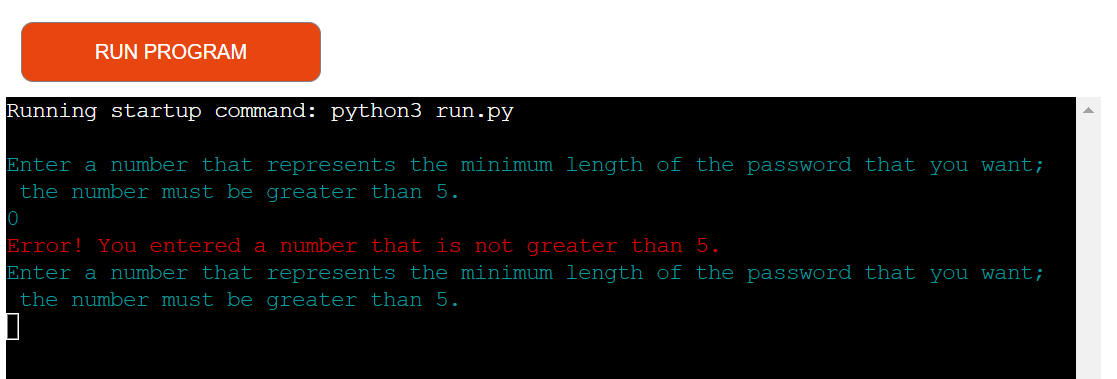 RUN PROGRAM
Running startup command: python3 run.py
Enter a number that represents the minimum length of the password that you want;
the number must be greater than 5.
0
Error! You entered a number that is not greater than 5.
Enter a number that represents the minimum length of the password that you want;
the number must be greater than 5.